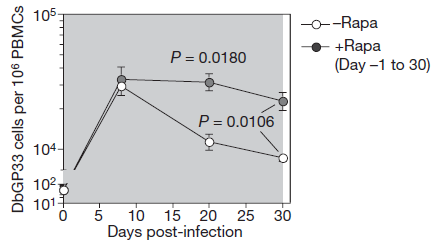 DbGP33 cells per 10⁶ PBMCs
10⁵
10⁴
10²
10¹
P = 0.0180
P = 0.0106
0 5 10 15 20 25 30
Days post-infection
–Rapa
+Rapa
(Day –1 to 30)